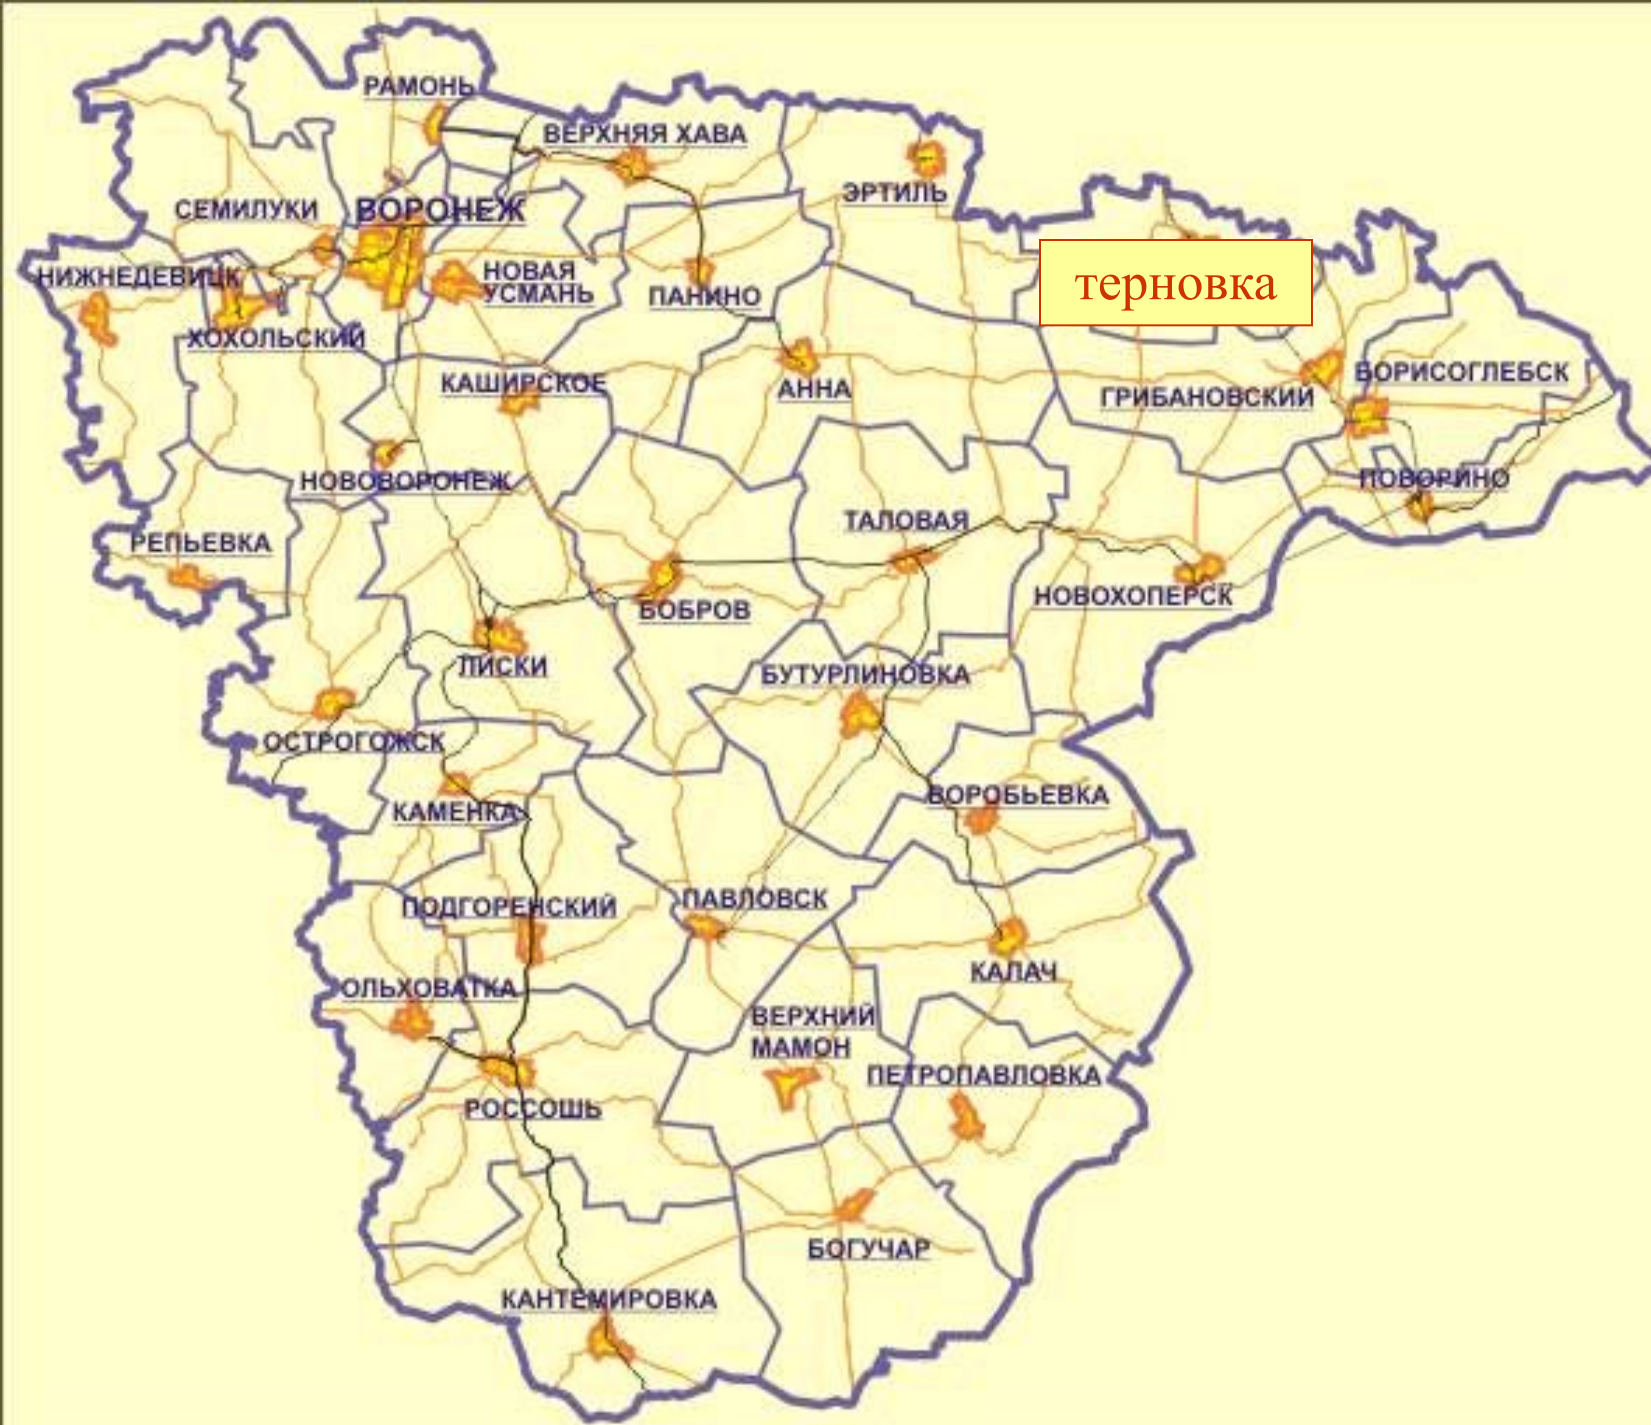 РАМОНЬ
ВЕРХНЯЯ ХАВА
ЭРТИЛЬ
СЕМИЛУКИ
ВОРОНЕЖ
НИЖНЕДЕВИЦК
НОВАЯ
УСМАНЬ
ПАНИНО
терновка
ХОХОЛЬСКИЙ
КАШИРСКОЕ
АННА
ГРИБАНОВСКИЙ
БОРИСОГЛЕБСК
НОВОВОРОНЕЖ
ПОВОРИНО
РЕПЬЕВКА
ТАЛОВАЯ
БОБРОВ
НОВОХОПЕРСК
ЛИСКИ
БУТУРЛИНОВКА
ОСТРОГОЖСК
КАМЕНКА
ВОРОБЬЕВКА
ПОДГОРЕНСКИЙ
ПАВЛОВСК
КАЛАЧ
ОЛЬХОВАТКА
ВЕРХНИЙ
МАМОН
ПЕТРОПАВЛОВКА
РОССОШЬ
БОГУЧАР
КАНТЕМИРОВКА